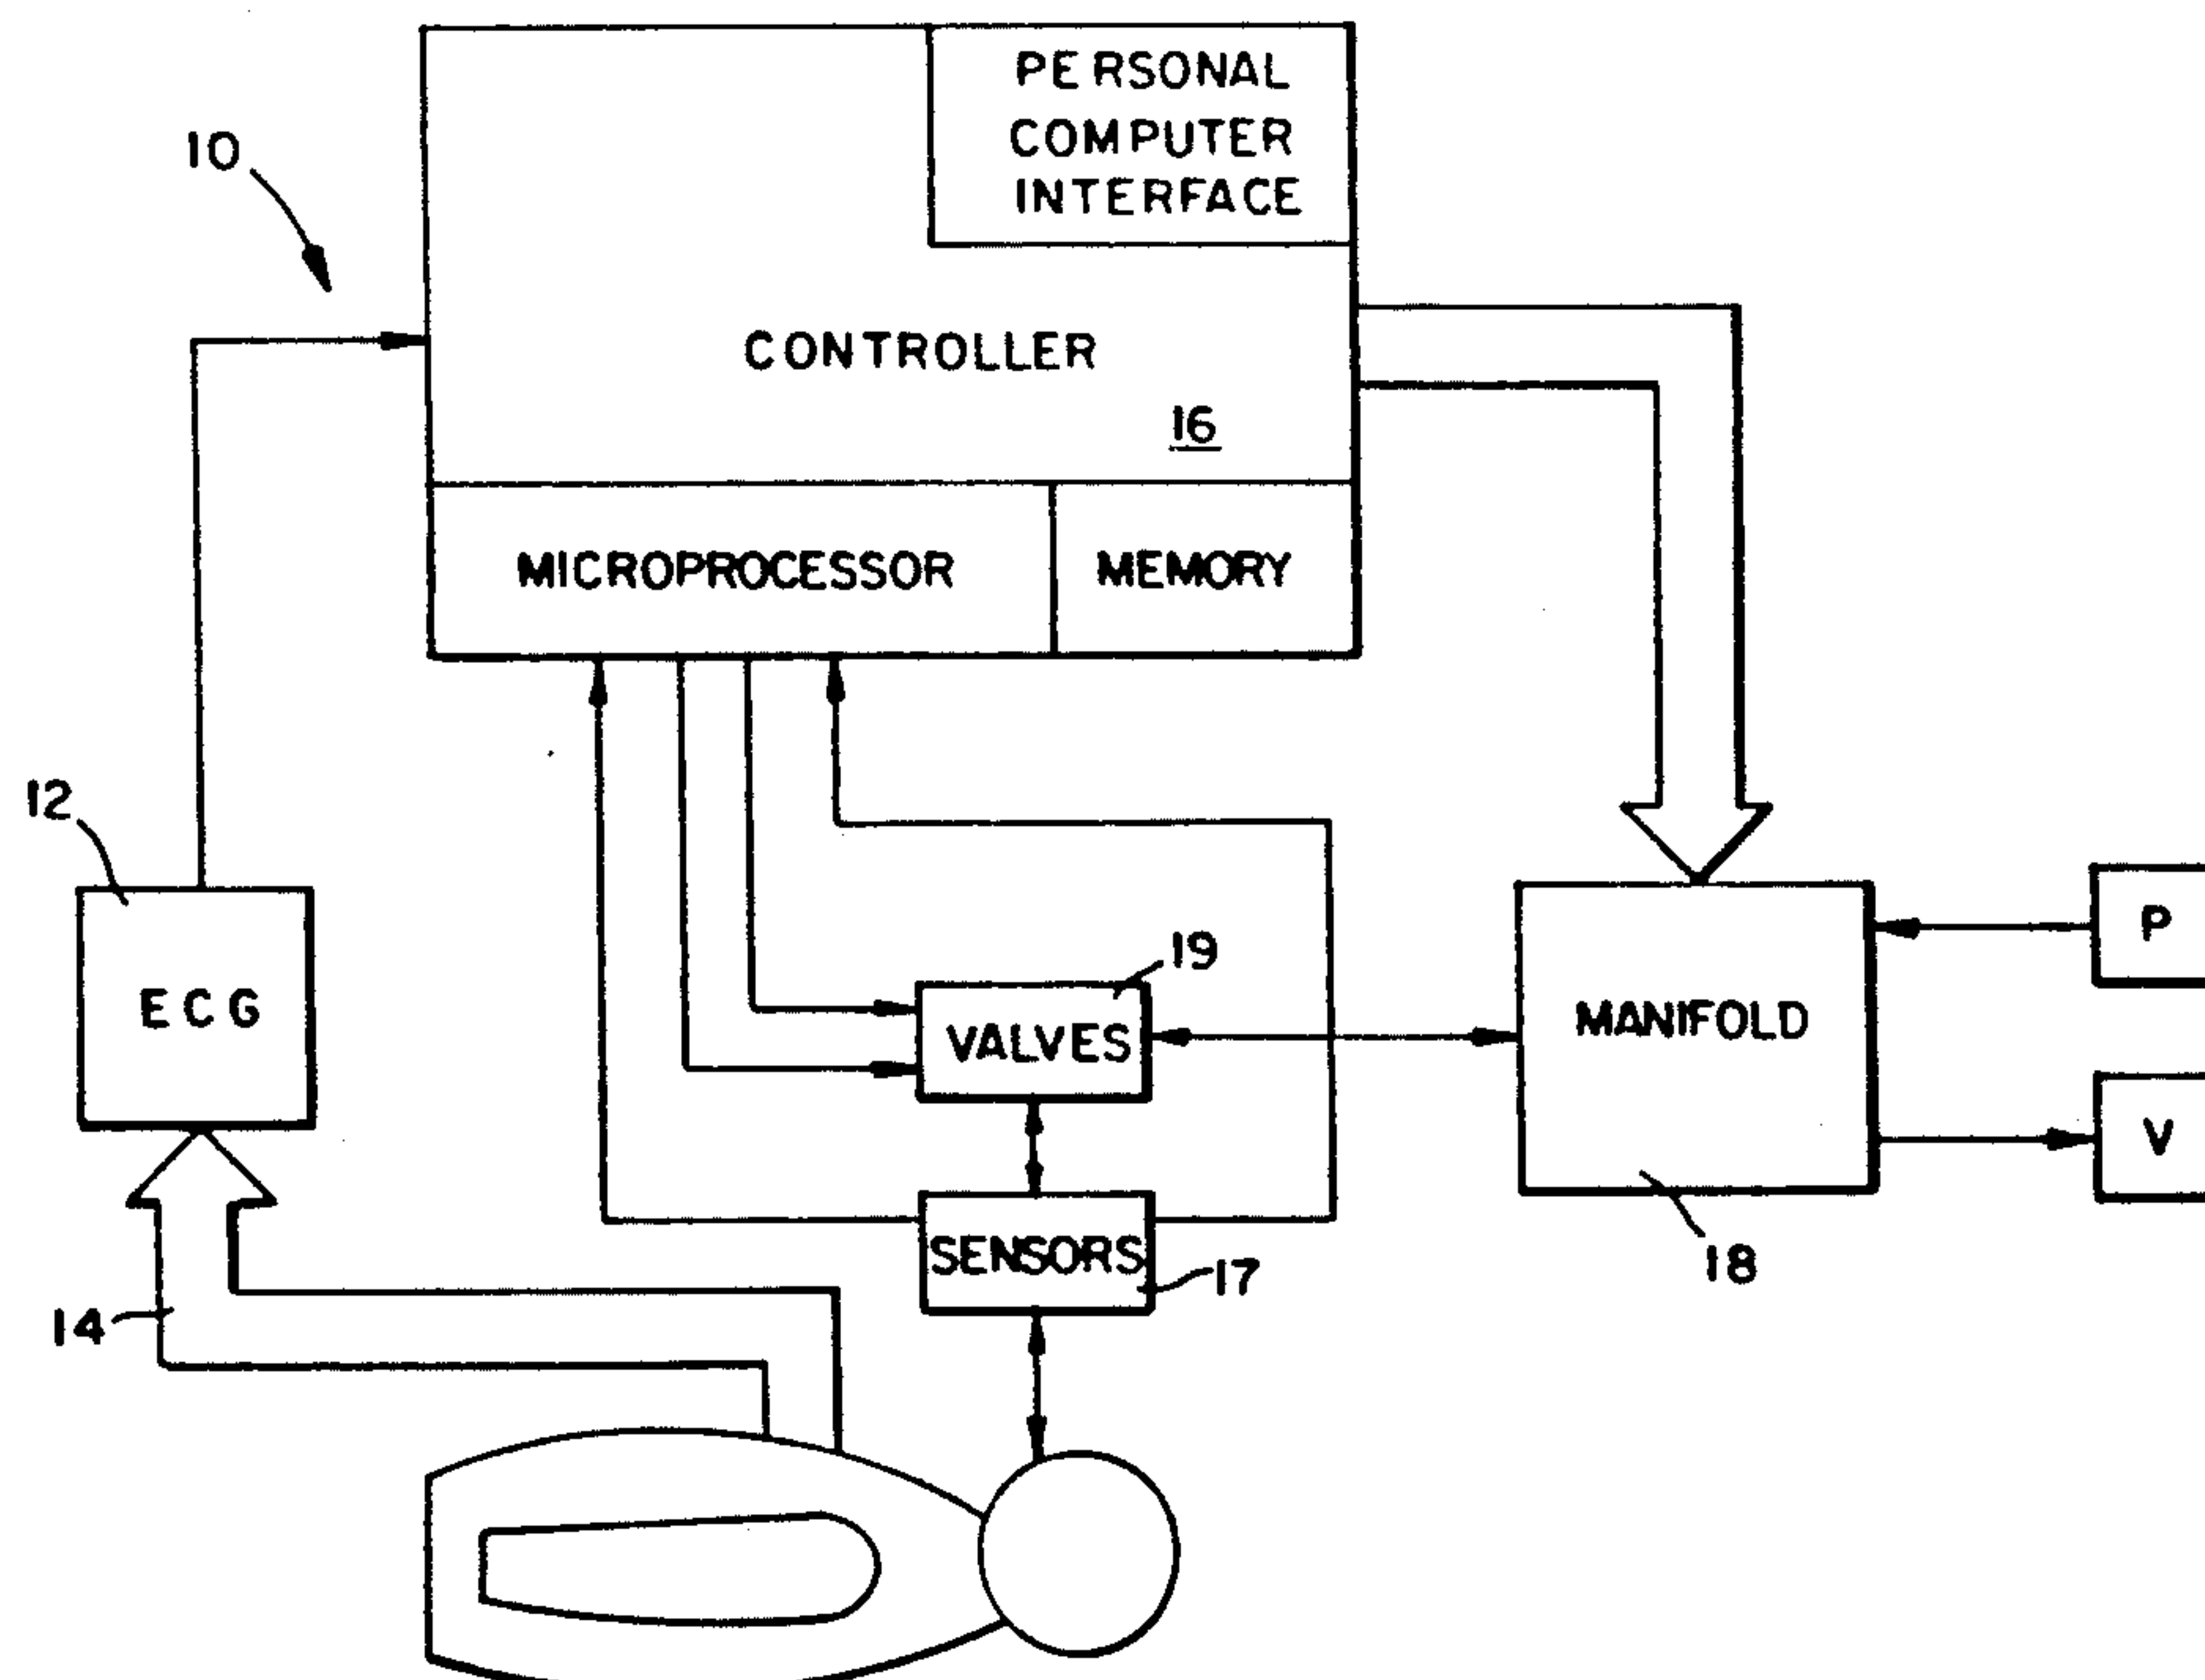 PERSONAL
COMPUTER
INTERFACE
10
CONTROLLER
16
MICROPROCESSOR
MEMORY
12
ECG
19
VALVES
MANIFOLD
P
V
SENSORS
17
18
14